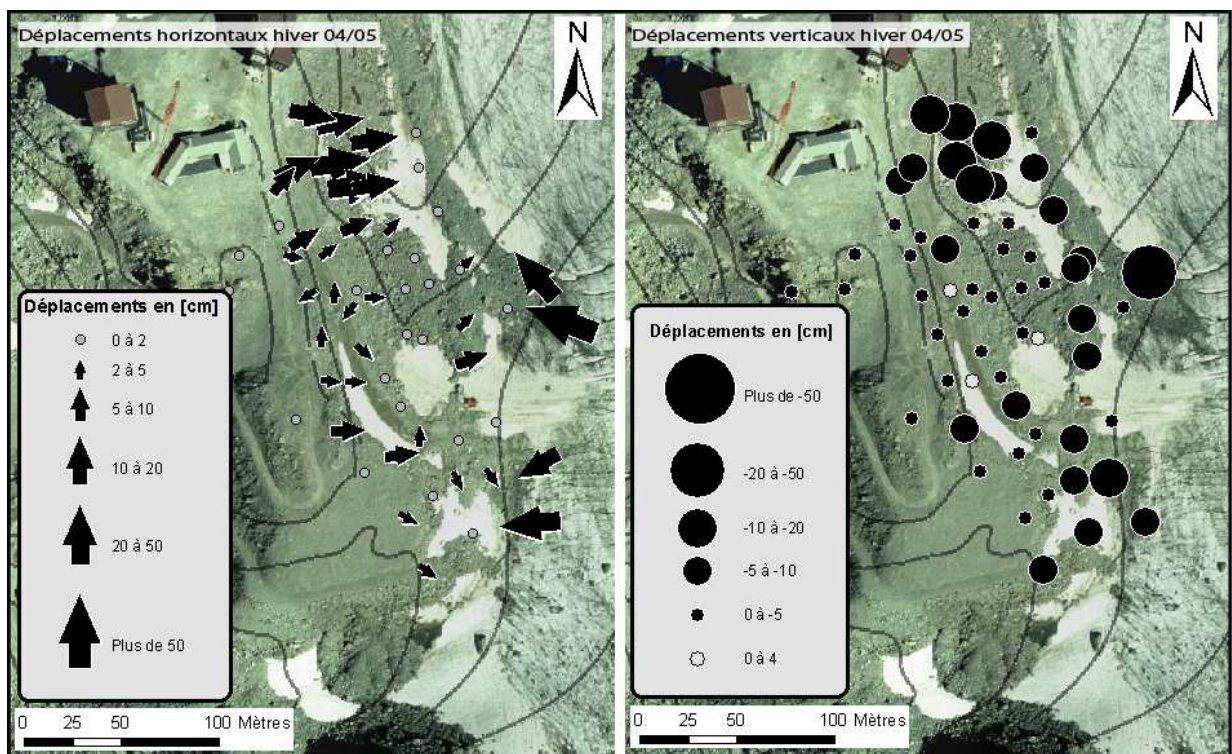 Déplacements horizontaux hiver 04/05
N
Déplacements en [cm]
0 à 2
2 à 5
5 à 10
10 à 20
20 à 50
Plus de 50
0 25 50 100 Mètres
Déplacements verticaux hiver 04/05
N
Déplacements en [cm]
Plus de -50
-20 à -50
-10 à -20
-5 à -10
0 à -5
0 à 4
0 25 50 100 Mètres